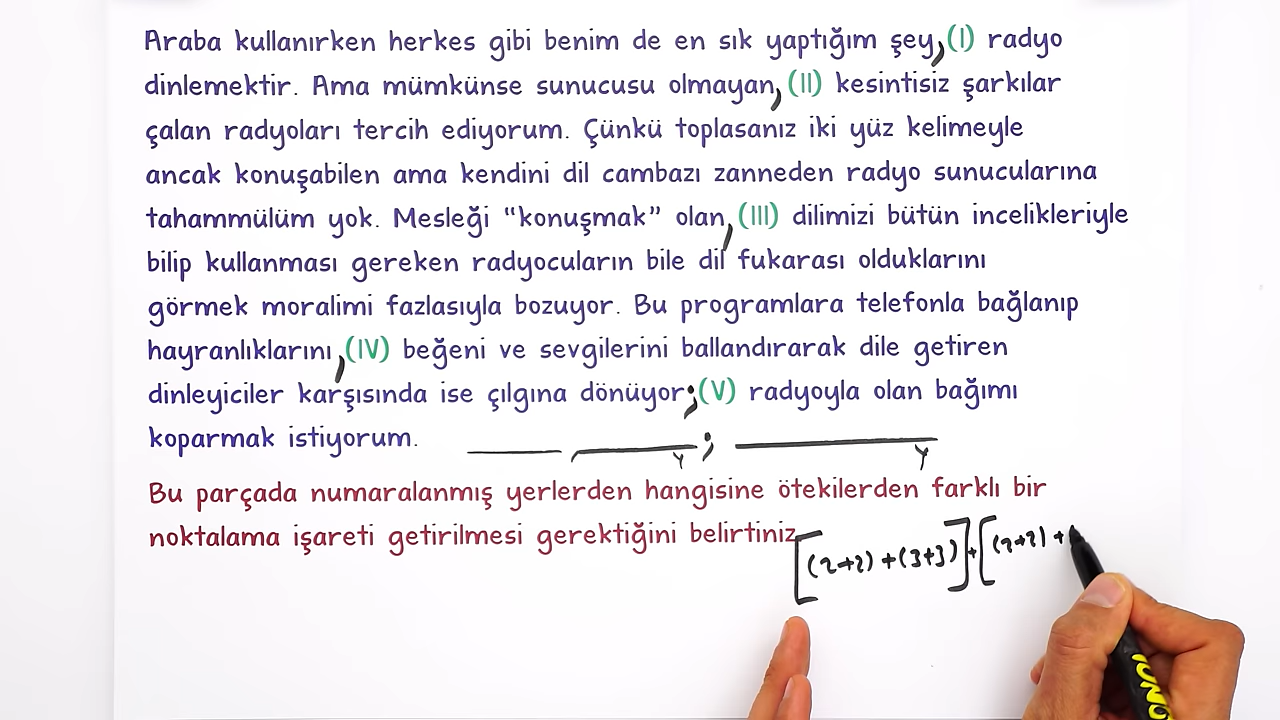 Araba kullanırken herkes gibi benim de en sık yaptığım şey,(I) radyo
dinlemektir. Ama mümkünse sunucusu olmayan,(II) kesintisiz şarkılar
çalan radyoları tercih ediyorum. Çünkü toplasanız iki yüz kelimeyle
ancak konuşabilen ama kendini dil cambazı zanneden radyo sunucularına
tahammülüm yok. Mesleği "konuşmak" olan,(III) dilimizi bütün incelikleriyle
bilip kullanması gereken radyocuların bile dil fukarası olduklarını
görmek moralimi fazlasıyla bozuyor. Bu programlara telefonla bağlanıp
hayranlıklarını,(IV) beğeni ve sevgilerini ballandırarak dile getiren
dinleyiciler karşısında ise çılgına dönüyor;(V) radyoyla olan bağımı
koparmak istiyorum.
; y y
Bu parçada numaralanmış yerlerden hangisine ötekilerden farklı bir
noktalama işareti getirilmesi gerektiğini belirtiniz.
[(2+2)+(3+3)]+[(2+2)+